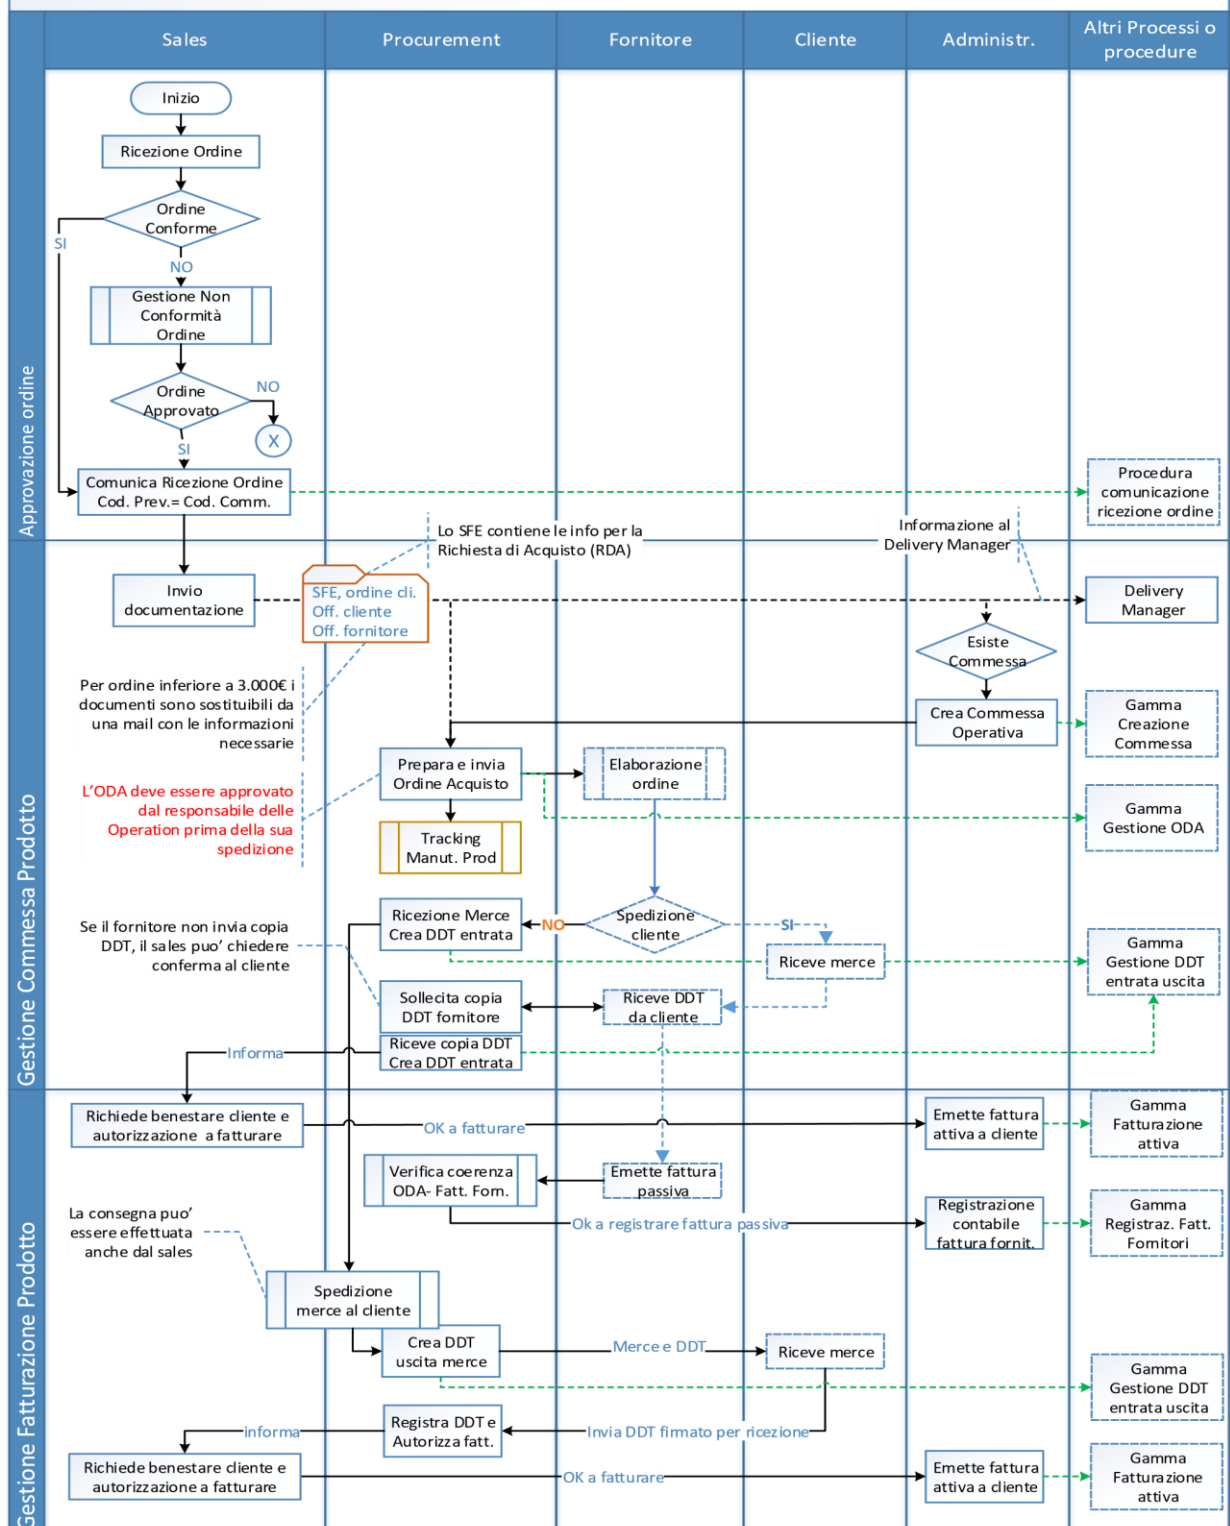 Sales
Procurement
Fornitore
Cliente
Administr.
Altri Processi o
procedure
Approvazione ordine
Inizio
Ricezione Ordine
Ordine
Conforme
SI
NO
Gestione Non
Conformità
Ordine
Ordine
Approvato
NO
X
SI
Comunica Ricezione Ordine
Cod. Prev.= Cod. Comm.
Procedura
comunicazione
ricezione ordine
Gestione Commessa Prodotto
Lo SFE contiene le info per la
Richiesta di Acquisto (RDA)
Informazione al
Delivery Manager
Invio
documentazione
SFE, ordine cli.
Off. cliente
Off. fornitore
Delivery
Manager
Esiste
Commessa
Per ordine inferiore a 3.000€ i
documenti sono sostituibili da
una mail con le informazioni
necessarie
Crea Commessa
Operativa
Gamma
Creazione
Commessa
Prepara e invia
Ordine Acquisto
Elaborazione
ordine
L’ODA deve essere approvato
dal responsabile delle
Operation prima della sua
spedizione
Gamma
Gestione ODA
Tracking
Manut. Prod
Ricezione Merce
Crea DDT entrata
NO
Spedizione
cliente
SI
Se il fornitore non invia copia
DDT, il sales puo’ chiedere
conferma al cliente
Riceve merce
Gamma
Gestione DDT
entrata uscita
Sollecita copia
DDT fornitore
Riceve DDT
da cliente
Informa
Riceve copia DDT
Crea DDT entrata
Gestione Fatturazione Prodotto
Richiede benestare cliente e
autorizzazione a fatturare
OK a fatturare
Emette fattura
attiva a cliente
Gamma
Fatturazione
attiva
Verifica coerenza
ODA- Fatt. Forn.
Emette fattura
passiva
La consegna puo’
essere effettuata
anche dal sales
Ok a registrare fattura passiva
Registrazione
contabile
fattura fornit.
Gamma
Registraz. Fatt.
Fornitori
Spedizione
merce al cliente
Crea DDT
uscita merce
Merce e DDT
Riceve merce
Gamma
Gestione DDT
entrata uscita
informa
Registra DDT e
Autorizza fatt.
Invia DDT firmato per ricezione
Richiede benestare cliente e
autorizzazione a fatturare
OK a fatturare
Emette fattura
attiva a cliente
Gamma
Fatturazione
attiva